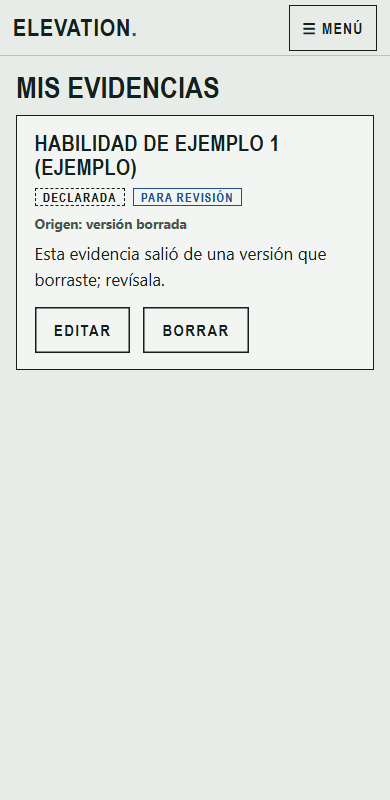 ELEVATION.
☰ MENÚ
MIS EVIDENCIAS
HABILIDAD DE EJEMPLO 1
(EJEMPLO)
DECLARADA PARA REVISIÓN
Origen: versión borrada
Esta evidencia salió de una versión que
borraste; revísala.
EDITAR BORRAR